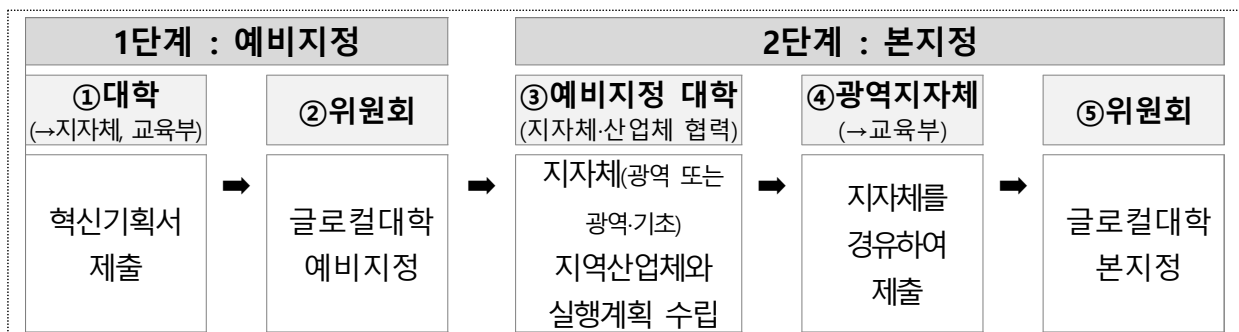 1단계 : 예비지정
2단계 : 본지정
①대학
(→지자체, 교육부)
②위원회
③예비지정 대학
(지자체·산업체 협력)
④광역지자체
(→교육부)
⑤위원회
혁신기획서
제출
➡
글로컬대학
예비지정
➡
지자체(광역 또는
광역·기초)
지역산업체와
실행계획 수립
➡
지자체를
경유하여
제출
➡
글로컬대학
본지정